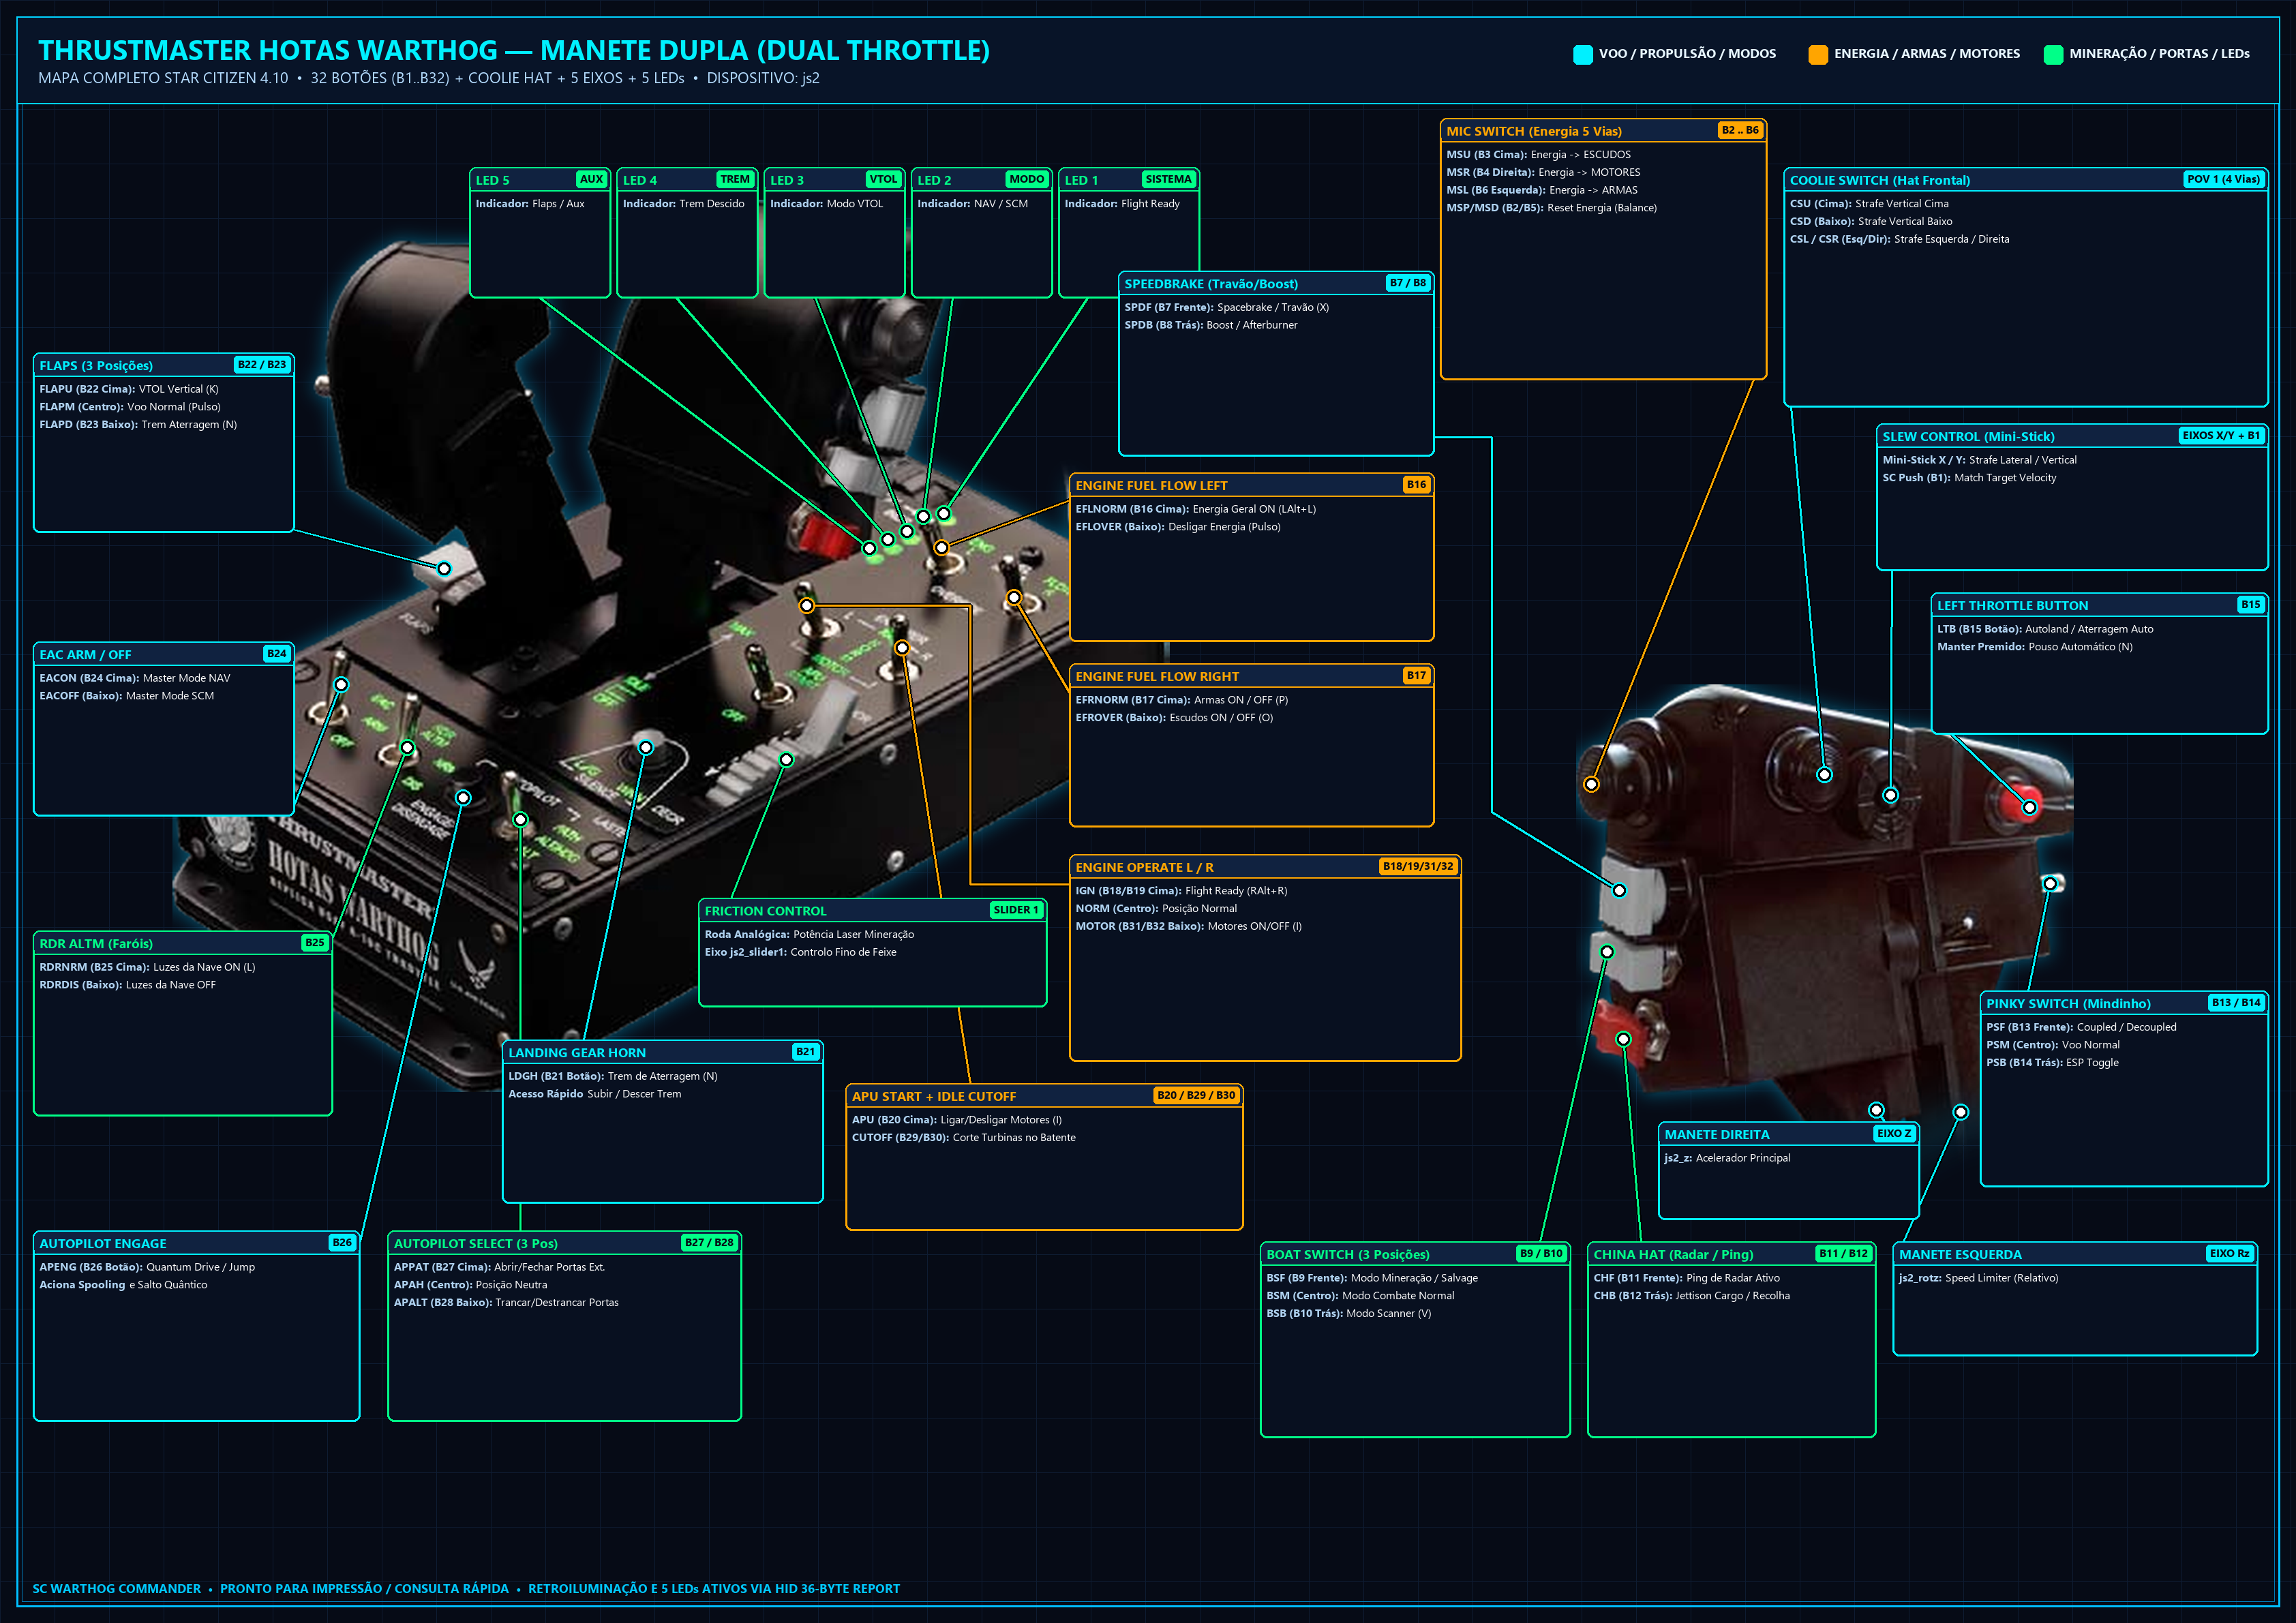 THRUSTMASTER HOTAS WARTHOG — MANETE DUPLA (DUAL THROTTLE)
MAPA COMPLETO STAR CITIZEN 4.10 • 32 BOTÕES (B1..B32) + COOLIE HAT + 5 EIXOS + 5 LEDs • DISPOSITIVO: js2
VOO / PROPULSÃO / MODOS
ENERGIA / ARMAS / MOTORES
MINERAÇÃO / PORTAS / LEDs
MIC SWITCH (Energia 5 Vias) B2 .. B6
MSU (B3 Cima): Energia -> ESCUDOS
MSR (B4 Direita): Energia -> MOTORES
MSL (B6 Esquerda): Energia -> ARMAS
MSP/MSD (B2/B5): Reset Energia (Balance)
LED 5 AUX
Indicador: Flaps / Aux
LED 4 TREM
Indicador: Trem Descido
LED 3 VTOL
Indicador: Modo VTOL
LED 2 MODO
Indicador: NAV / SCM
LED 1 SISTEMA
Indicador: Flight Ready
COOLIE SWITCH (Hat Frontal) POV 1 (4 Vias)
CSU (Cima): Strafe Vertical Cima
CSD (Baixo): Strafe Vertical Baixo
CSL / CSR (Esq/Dir): Strafe Esquerda / Direita
SPEEDBRAKE (Travão/Boost) B7 / B8
SPDF (B7 Frente): Spacebrake / Travão (X)
SPDB (B8 Trás): Boost / Afterburner
FLAPS (3 Posições) B22 / B23
FLAPU (B22 Cima): VTOL Vertical (K)
FLAPM (Centro): Voo Normal (Pulso)
FLAPD (B23 Baixo): Trem Aterragem (N)
SLEW CONTROL (Mini-Stick) EIXOS X/Y + B1
Mini-Stick X / Y: Strafe Lateral / Vertical
SC Push (B1): Match Target Velocity
ENGINE FUEL FLOW LEFT B16
EFLNORM (B16 Cima): Energia Geral ON (LAlt+L)
EFLOVER (Baixo): Desligar Energia (Pulso)
LEFT THROTTLE BUTTON B15
LTB (B15 Botão): Autoland / Aterragem Auto
Manter Premido: Pouso Automático (N)
EAC ARM / OFF B24
EACON (B24 Cima): Master Mode NAV
EACOFF (Baixo): Master Mode SCM
ENGINE FUEL FLOW RIGHT B17
EFRNORM (B17 Cima): Armas ON / OFF (P)
EFROVER (Baixo): Escudos ON / OFF (O)
FLAPS
MAX
IDLE
OFF
OFF
EAC
ARM
OFF
RDR
ALTM
NRM
DIS
ENGAGE
DISENGAGE
SILENCE
PATH
ALT
THRUSTMASTER
HOTAS WARTHOG
ENGINE OPERATE L / R B18/19/31/32
IGN (B18/B19 Cima): Flight Ready (RAlt+R)
NORM (Centro): Posição Normal
MOTOR (B31/B32 Baixo): Motores ON/OFF (I)
FRICTION CONTROL SLIDER 1
Roda Analógica: Potência Laser Mineração
Eixo js2_slider1: Controlo Fino de Feixe
RDR ALTM (Faróis) B25
RDRNRM (B25 Cima): Luzes da Nave ON (L)
RDRDIS (Baixo): Luzes da Nave OFF
PINKY SWITCH (Mindinho) B13 / B14
PSF (B13 Frente): Coupled / Decoupled
PSM (Centro): Voo Normal
PSB (B14 Trás): ESP Toggle
LANDING GEAR HORN B21
LDGH (B21 Botão): Trem de Aterragem (N)
Acesso Rápido Subir / Descer Trem
APU START + IDLE CUTOFF B20 / B29 / B30
APU (B20 Cima): Ligar/Desligar Motores (I)
CUTOFF (B29/B30): Corte Turbinas no Batente
MANETE DIREITA EIXO Z
js2_z: Acelerador Principal
AUTOPILOT ENGAGE B26
APENG (B26 Botão): Quantum Drive / Jump
Aciona Spooling e Salto Quântico
AUTOPILOT SELECT (3 Pos) B27 / B28
APPAT (B27 Cima): Abrir/Fechar Portas Ext.
APAH (Centro): Posição Neutra
APALT (B28 Baixo): Trancar/Destrancar Portas
BOAT SWITCH (3 Posições) B9 / B10
BSF (B9 Frente): Modo Mineração / Salvage
BSM (Centro): Modo Combate Normal
BSB (B10 Trás): Modo Scanner (V)
CHINA HAT (Radar / Ping) B11 / B12
CHF (B11 Frente): Ping de Radar Ativo
CHB (B12 Trás): Jettison Cargo / Recolha
MANETE ESQUERDA EIXO Rz
js2_rotz: Speed Limiter (Relativo)
SC WARTHOG COMMANDER • PRONTO PARA IMPRESSÃO / CONSULTA RÁPIDA • RETROILUMINAÇÃO E 5 LEDs ATIVOS VIA HID 36-BYTE REPORT